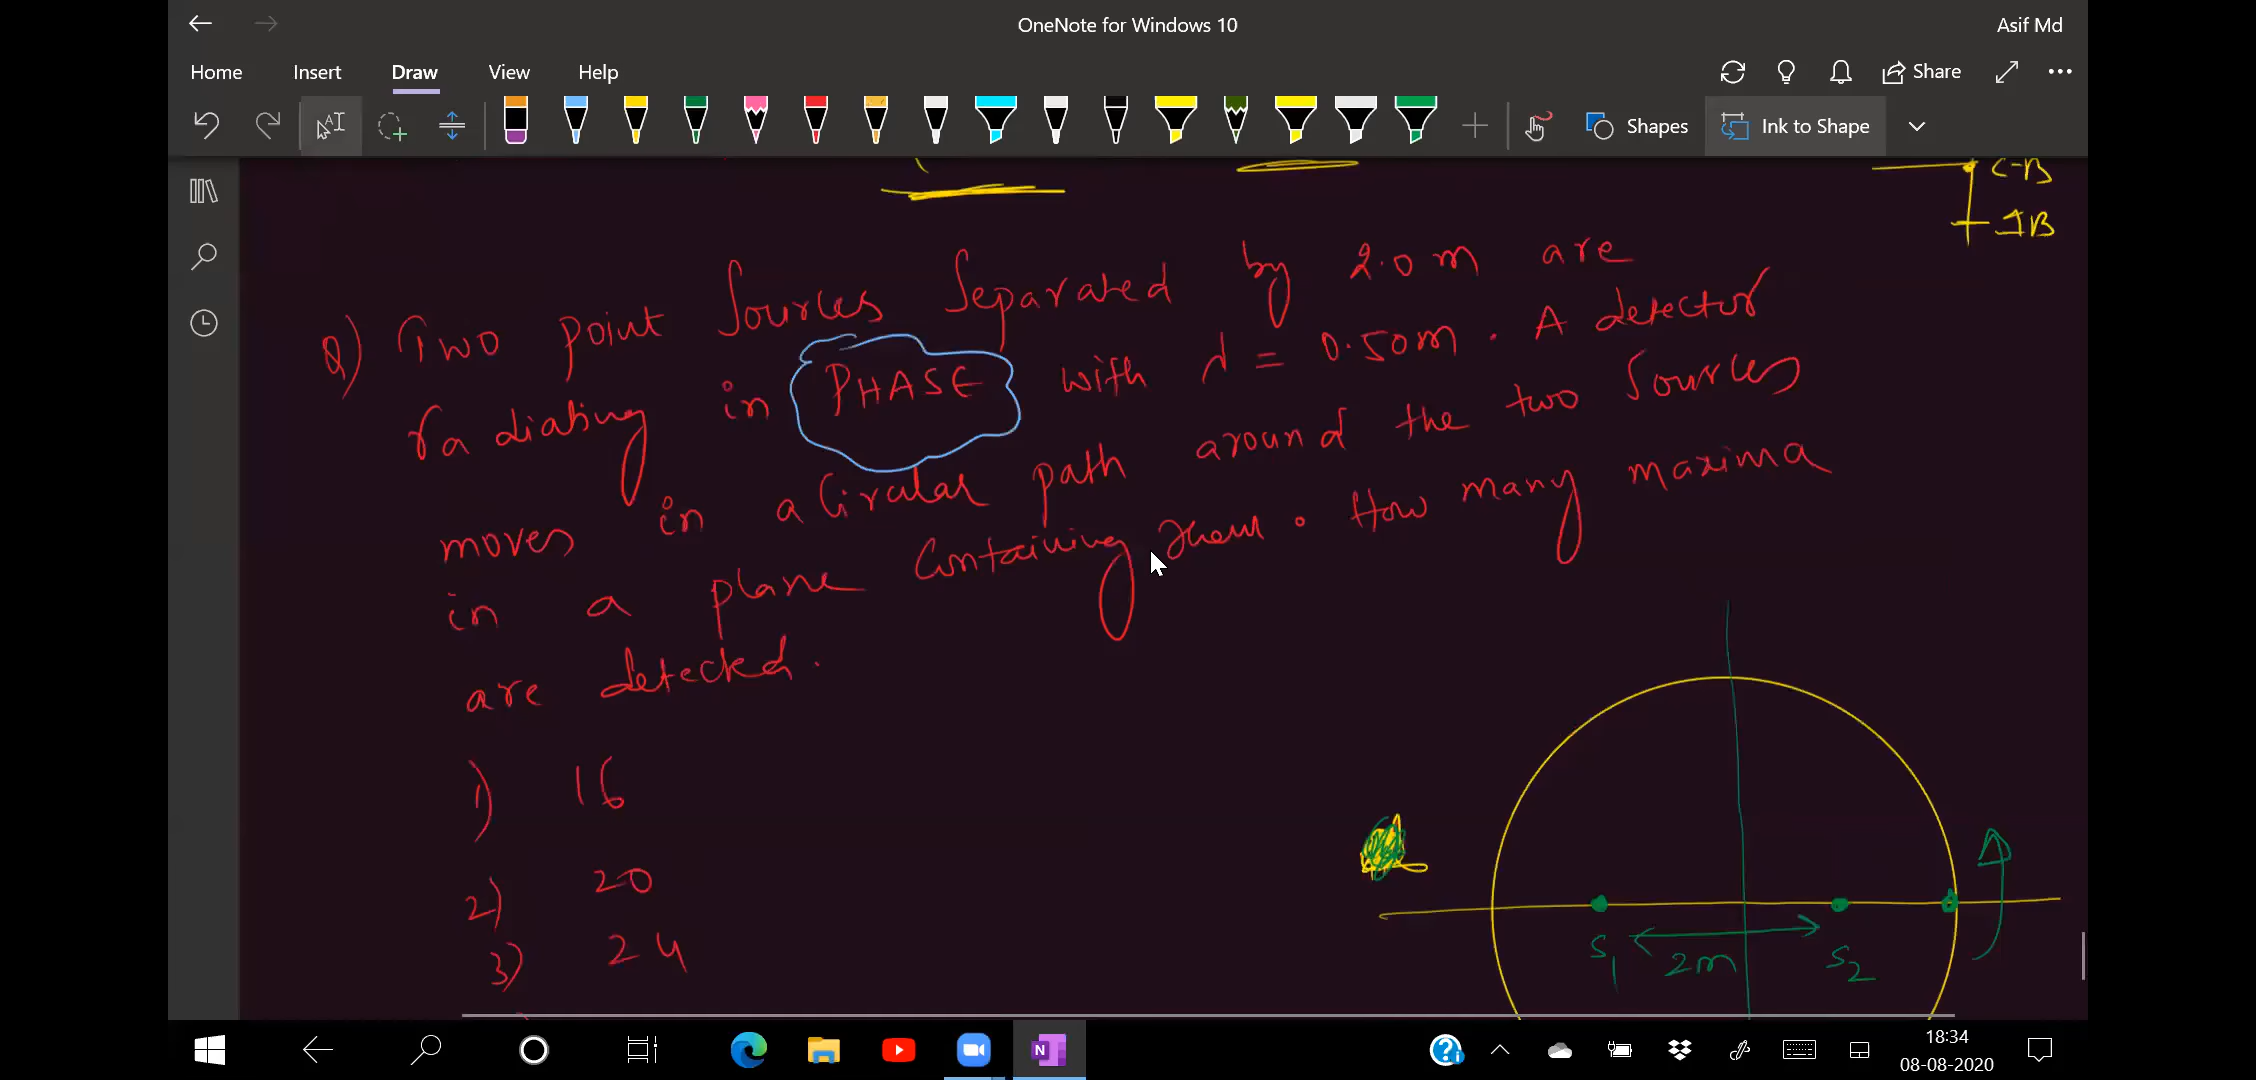 OneNote for Windows 10
Asif Md
Home Insert Draw View Help
Share
Shapes
Ink to Shape
C-B
1B
Q) Two point sources separated by 2.0 m are
radiating in PHASE with λ = 0.50m. A detector
moves in a circular path around the two sources
in a plane containing them. How many maxima
are detected.
1) 16
2) 20
3) 24
S1
2m
S2
18:34
08-08-2020